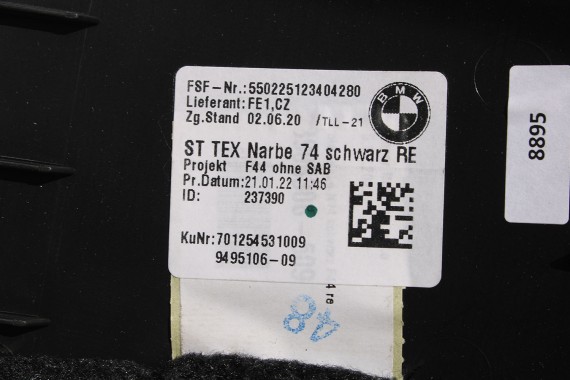 FSF-Nr.:550225123404280
Lieferant:FE1,CZ
Zg.Stand 02.06.20 /TLL-21
BMW
ST TEX Narbe 74 schwarz RE
Projekt F44 ohne SAB
Pr.Datum:21.01.22 11:46
ID: 237390
KuNr:701254531009
9495106-09
8895
4 re
48